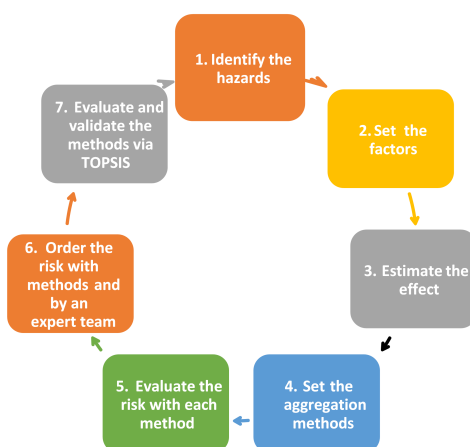 1. Identify the
hazards
2. Set the
factors
3. Estimate the
effect
4. Set the
aggregation
methods
5. Evaluate the
risk with each
method
6. Order the
risk with
methods and
by an
expert team
7. Evaluate and
validate the
methods via
TOPSIS